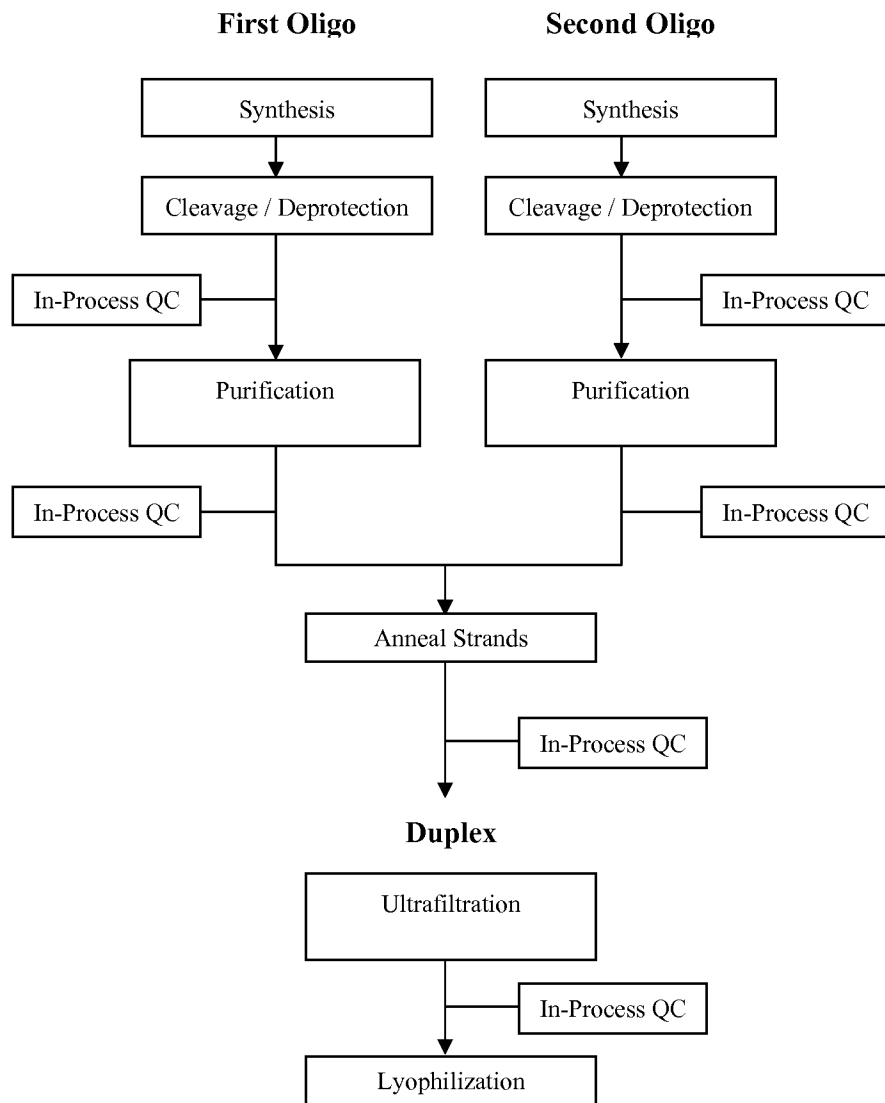 First Oligo
Second Oligo
Synthesis
Synthesis
Cleavage / Deprotection
Cleavage / Deprotection
In-Process QC
In-Process QC
Purification
Purification
In-Process QC
In-Process QC
Anneal Strands
In-Process QC
Duplex
Ultrafiltration
In-Process QC
Lyophilization